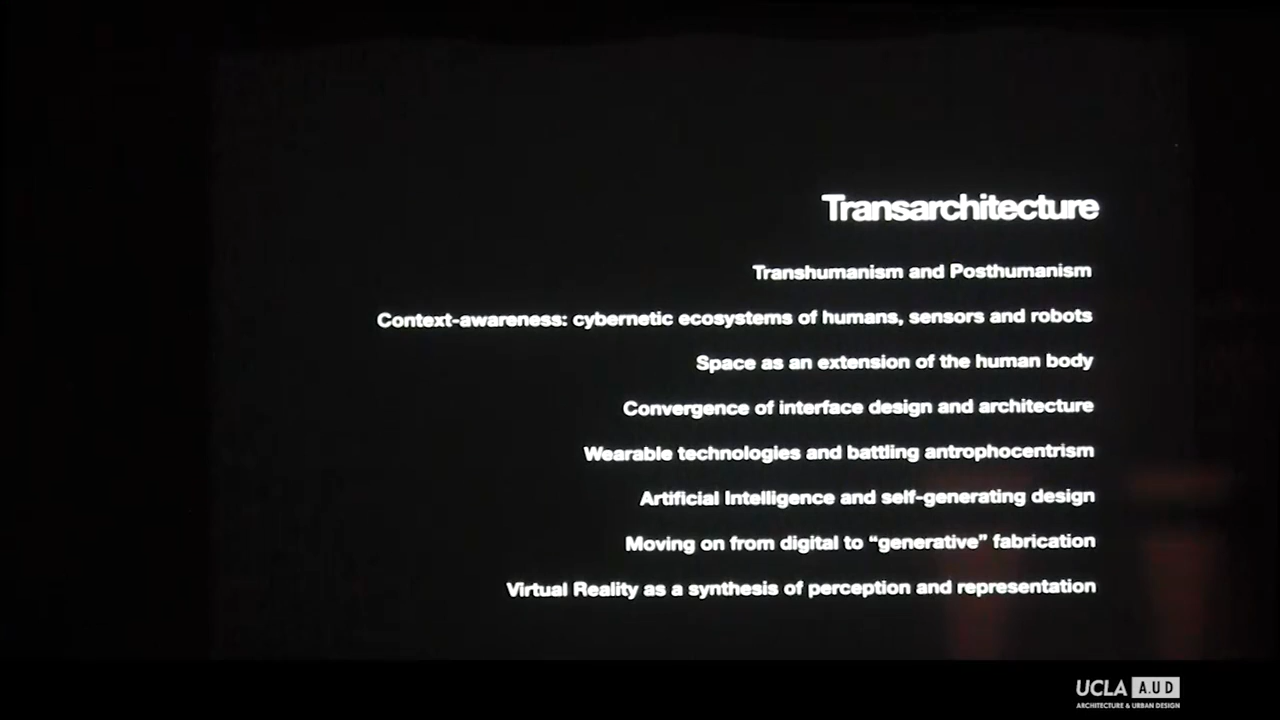 Transarchitecture
Transhumanism and Posthumanism
Context-awareness: cybernetic ecosystems of humans, sensors and robots
Space as an extension of the human body
Convergence of interface design and architecture
Wearable technologies and battling antrophocentrism
Artificial Intelligence and self-generating design
Moving on from digital to “generative” fabrication
Virtual Reality as a synthesis of perception and representation
UCLA A.UD
ARCHITECTURE & URBAN DESIGN